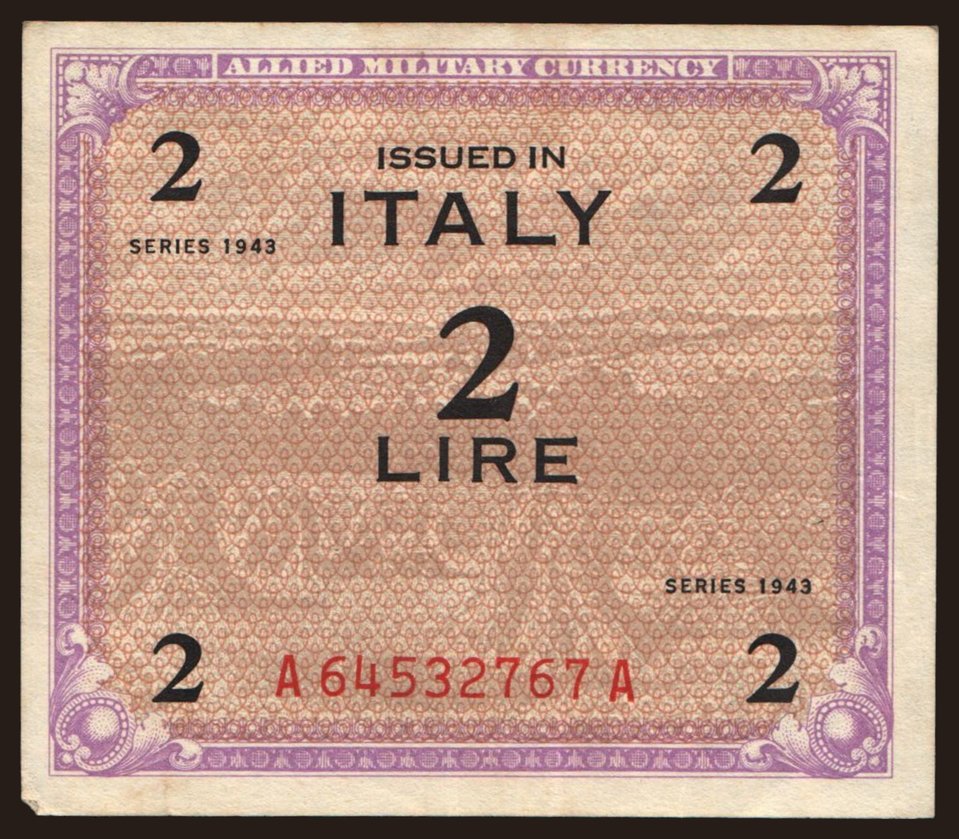 ALLIED MILITARY CURRENCY
2 ISSUED IN 2
ITALY
SERIES 1943
2
LIRE
SERIES 1943
2 A64532767A 2